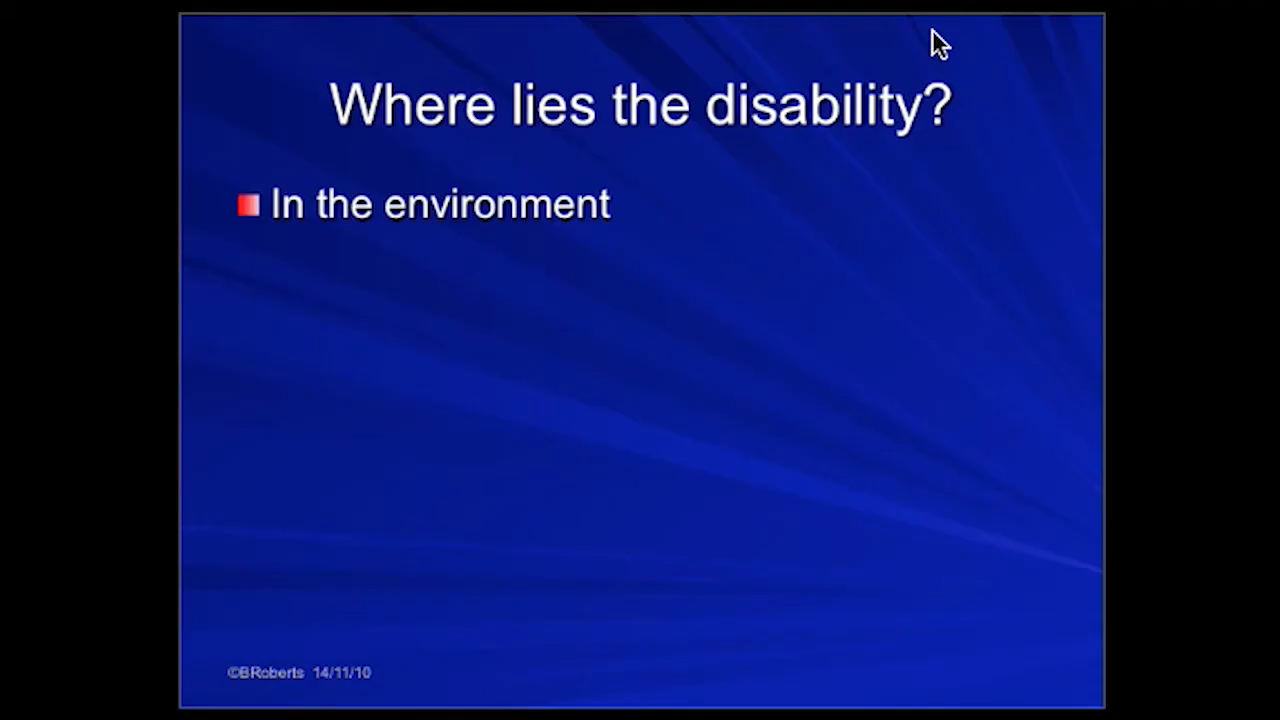 Where lies the disability?
In the environment
©BRoberts 14/11/10